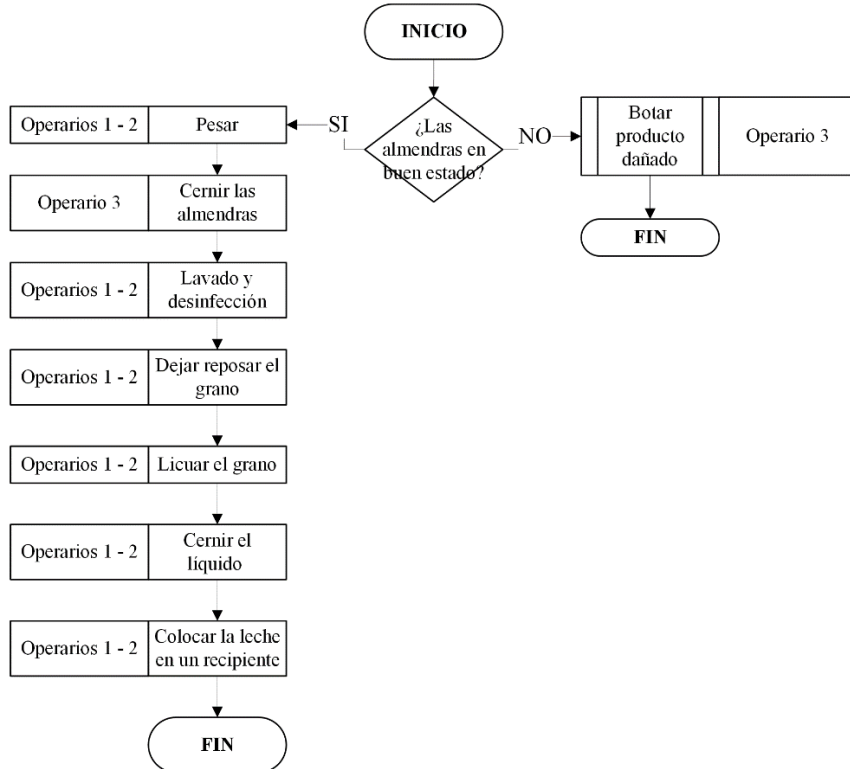 INICIO
¿Las
almendras en
buen estado?
SI
NO
Botar
producto
dañado
Operario 3
FIN
Operarios 1 - 2
Pesar
Operario 3
Cernir las
almendras
Operarios 1 - 2
Lavado y
desinfección
Operarios 1 - 2
Dejar reposar el
grano
Operarios 1 - 2
Licuar el grano
Operarios 1 - 2
Cernir el
líquido
Operarios 1 - 2
Colocar la leche
en un recipiente
FIN